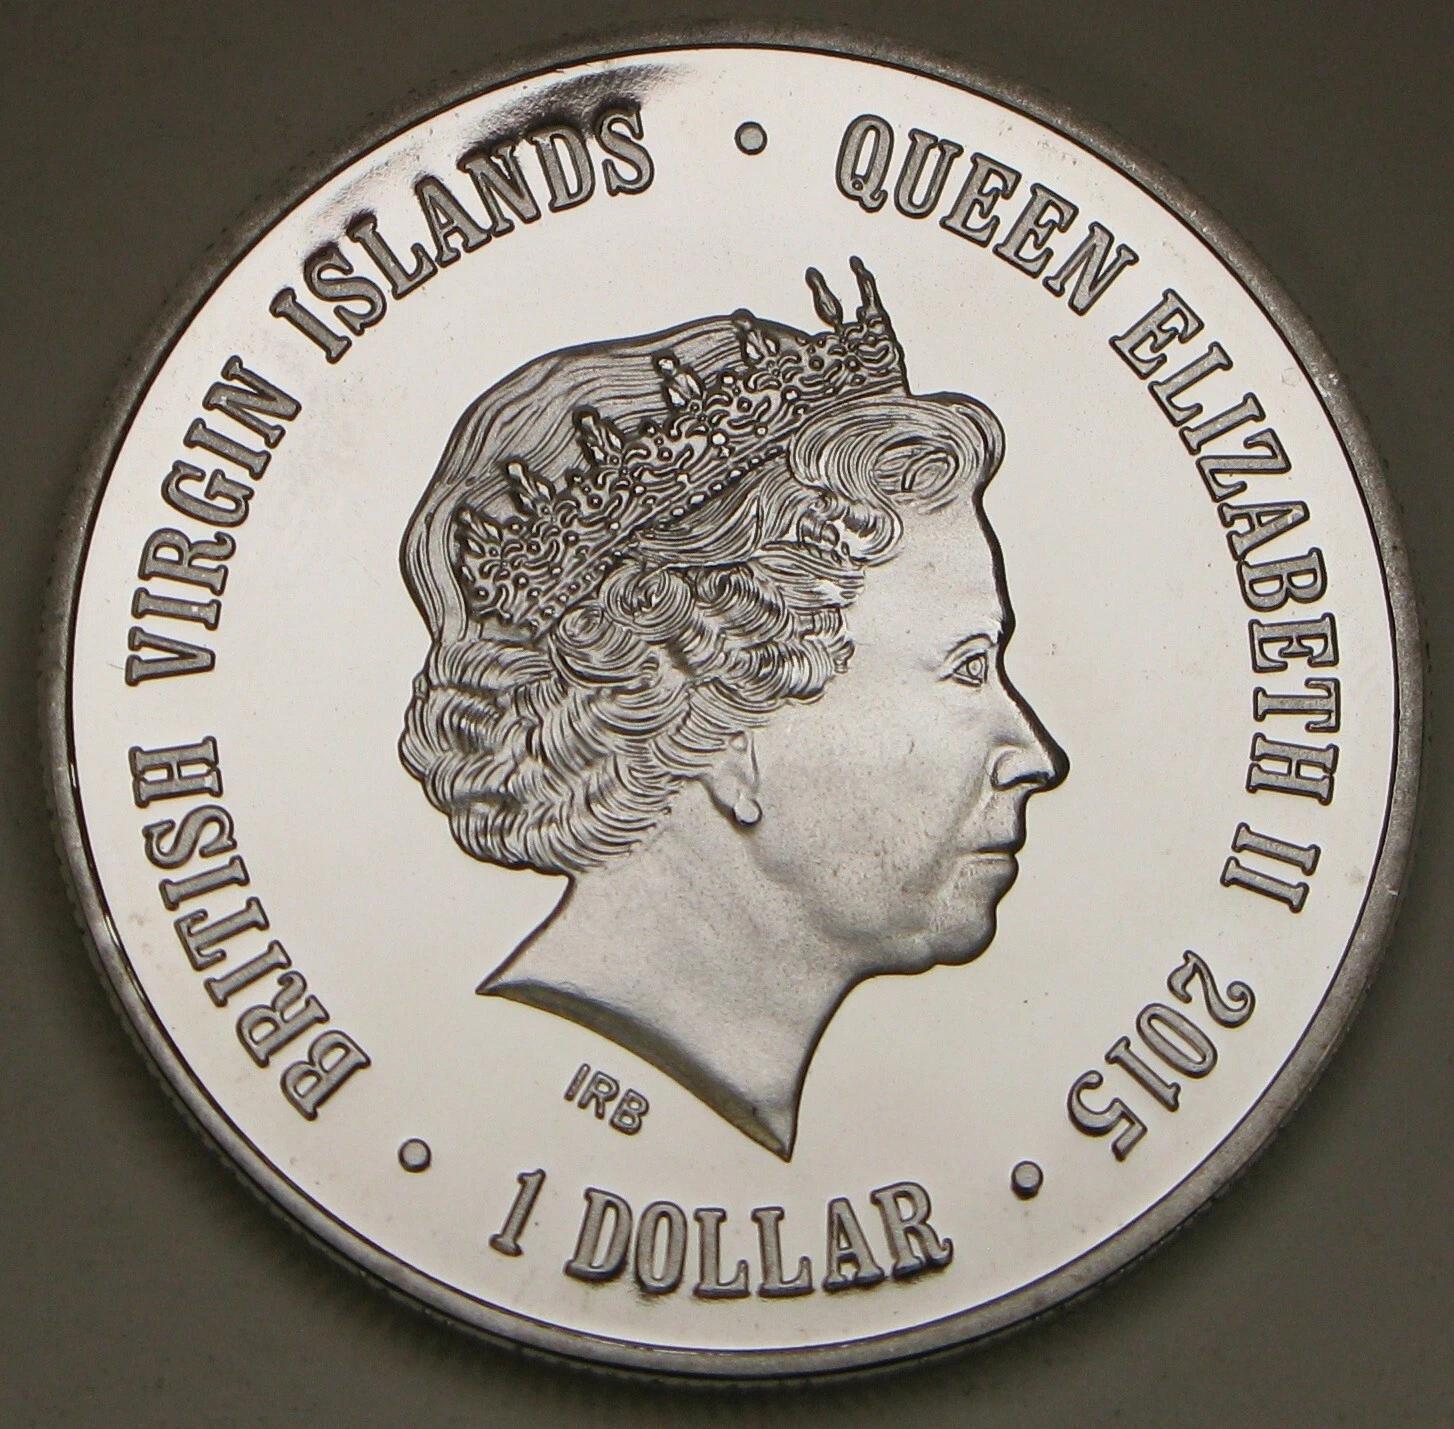 BRITISH VIRGIN ISLANDS • QUEEN ELIZABETH II 2015 •
1 DOLLAR •
IRB